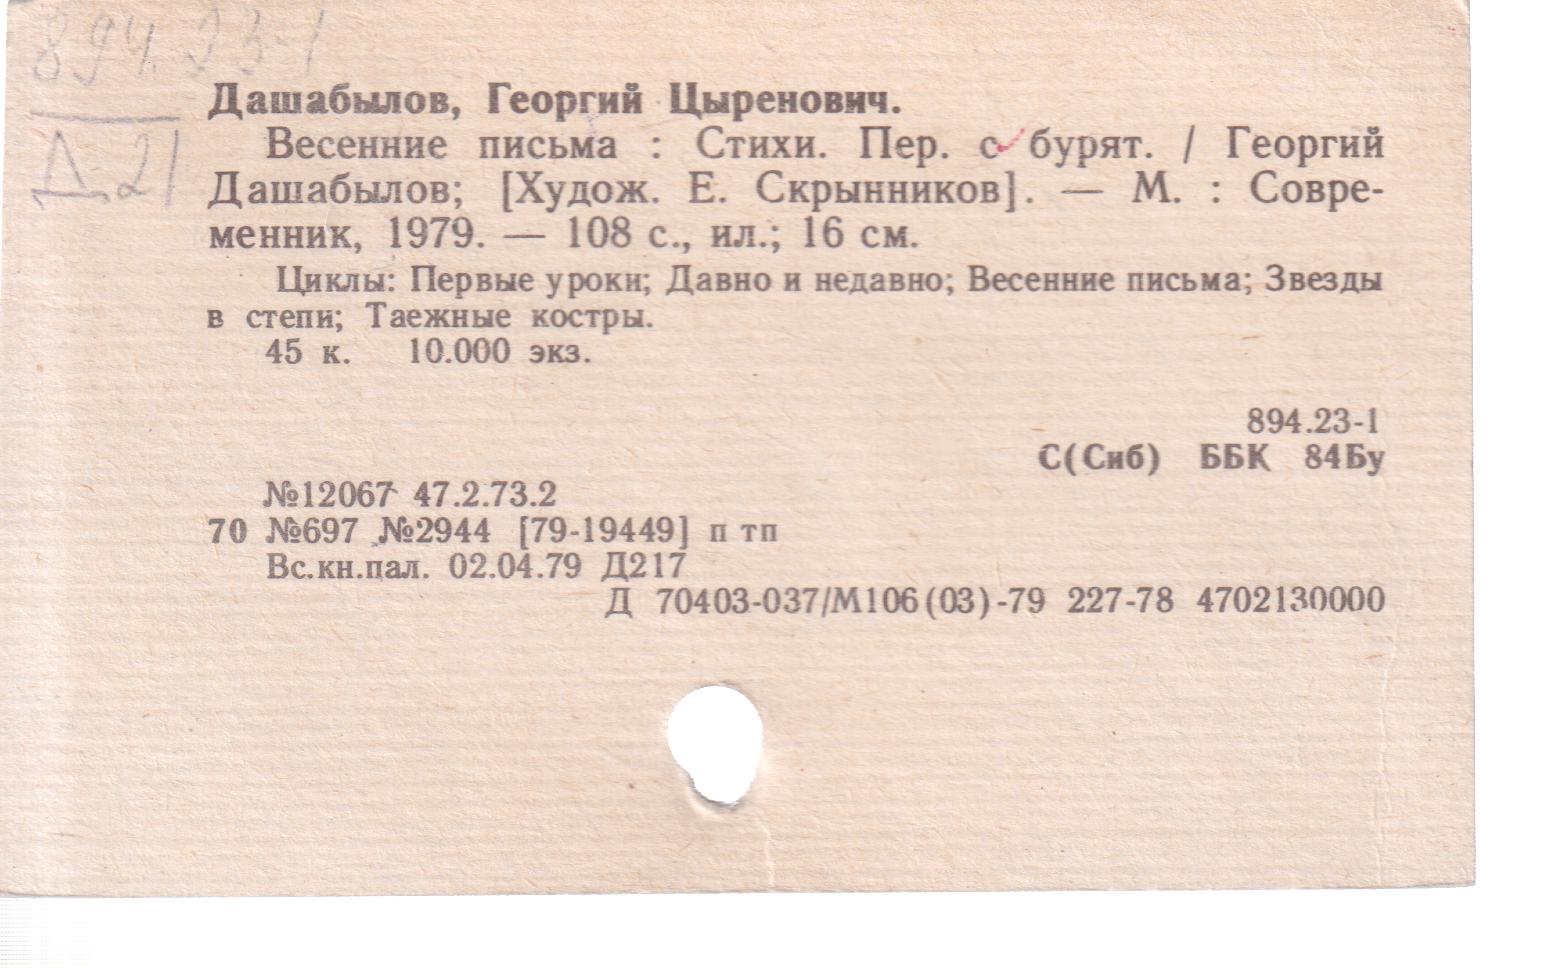 894.23-1
Д 21
Дашабылов, Георгий Цыренович.
Весенние письма : Стихи. Пер. с бурят. / Георгий
Дашабылов; [Худож. Е. Скрынников]. — М. : Совре-
менник, 1979. — 108 с., ил.; 16 см.
Циклы: Первые уроки; Давно и недавно; Весенние письма; Звезды
в степи; Таежные костры.
45 к. 10.000 экз.
894.23-1
С(Сиб) ББК 84Бу
№12067 47.2.73.2
70 №697 №2944 [79-19449] п тп
Вс.кн.пал. 02.04.79 Д217
Д 70403-037/М106(03)-79 227-78 4702130000